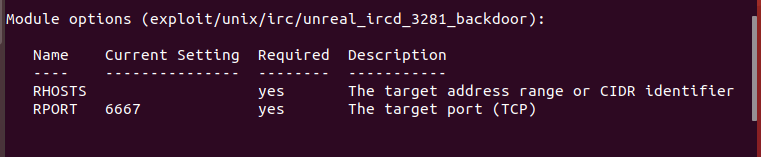 Module options (exploit/unix/irc/unreal_ircd_3281_backdoor):
Name Current Setting Required Description
---- --------------- -------- -----------
RHOSTS yes The target address range or CIDR identifier
RPORT 6667 yes The target port (TCP)